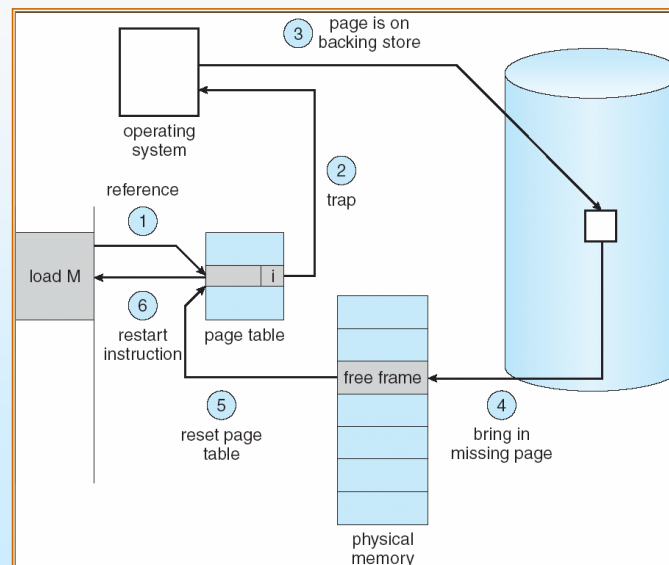 3
page is on
backing store
operating
system
2
trap
reference
1
load M
i
6
restart
instruction
page table
free frame
5
reset page
table
4
bring in
missing page
physical
memory